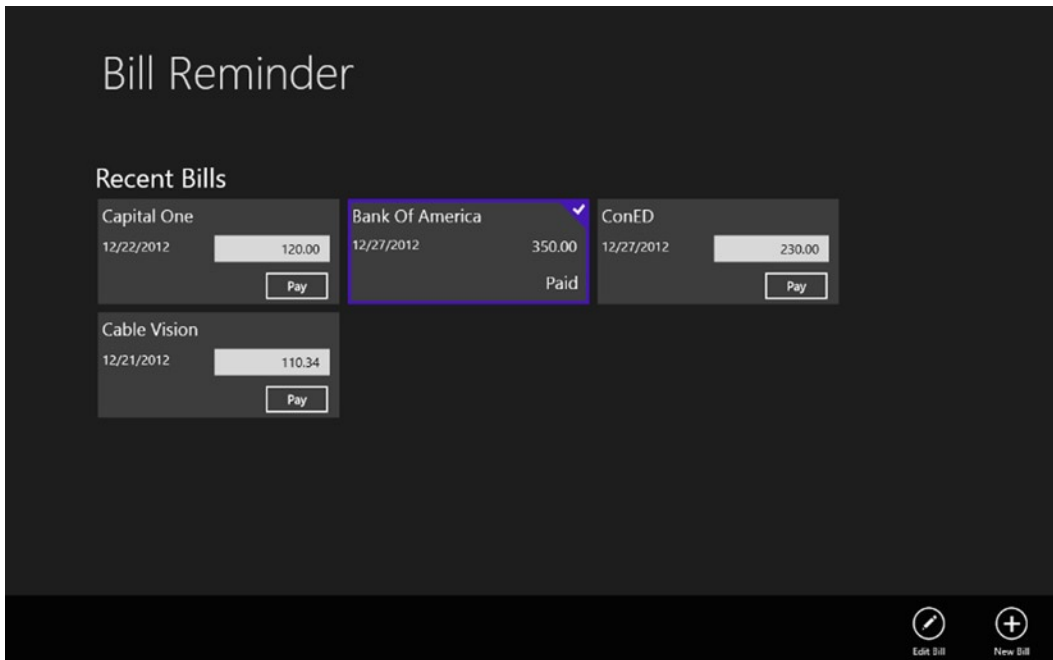 Bill Reminder
Recent Bills
Capital One
12/22/2012 120.00
Pay
Bank Of America
12/27/2012 350.00
Paid
ConED
12/27/2012 230.00
Pay
Cable Vision
12/21/2012 110.34
Pay
Edit Bill
New Bill